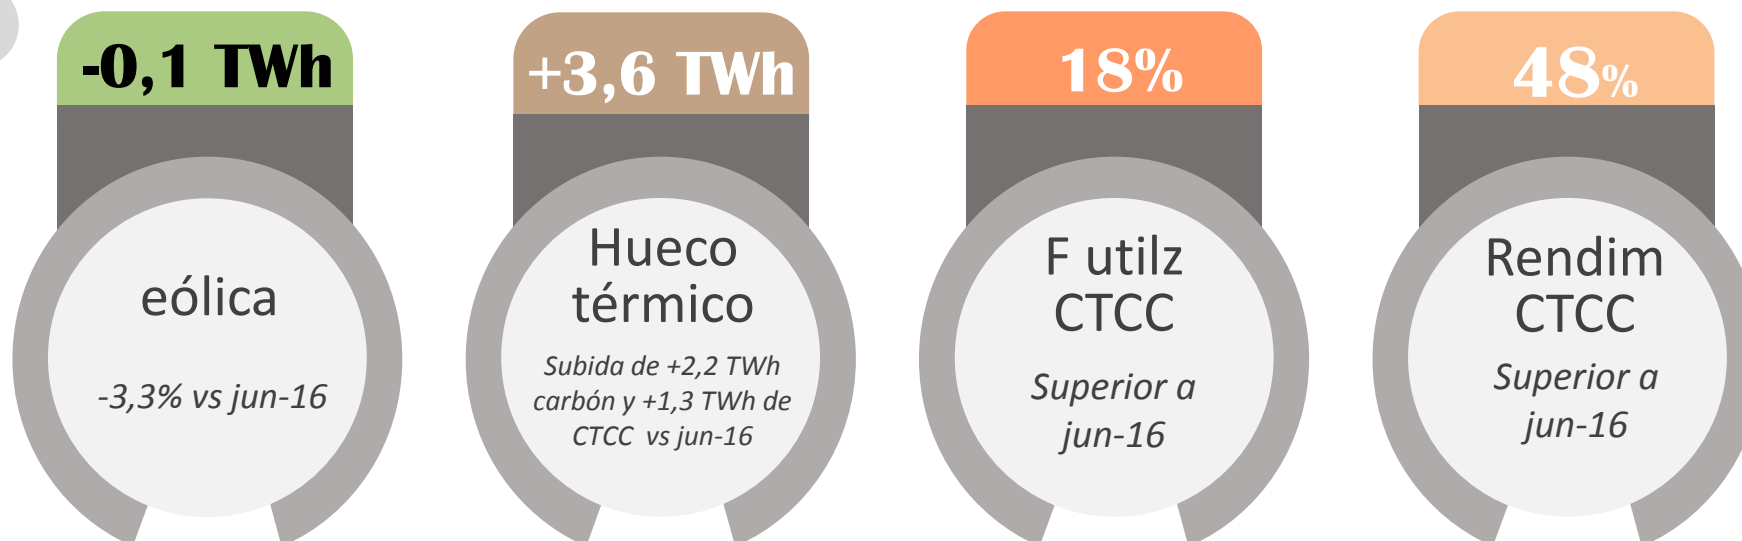 -0,1 TWh
eólica
-3,3% vs jun-16
+3,6 TWh
Hueco
térmico
Subida de +2,2 TWh
carbón y +1,3 TWh de
CTCC vs jun-16
18%
F utilz
CTCC
Superior a
jun-16
48%
Rendim
CTCC
Superior a
jun-16